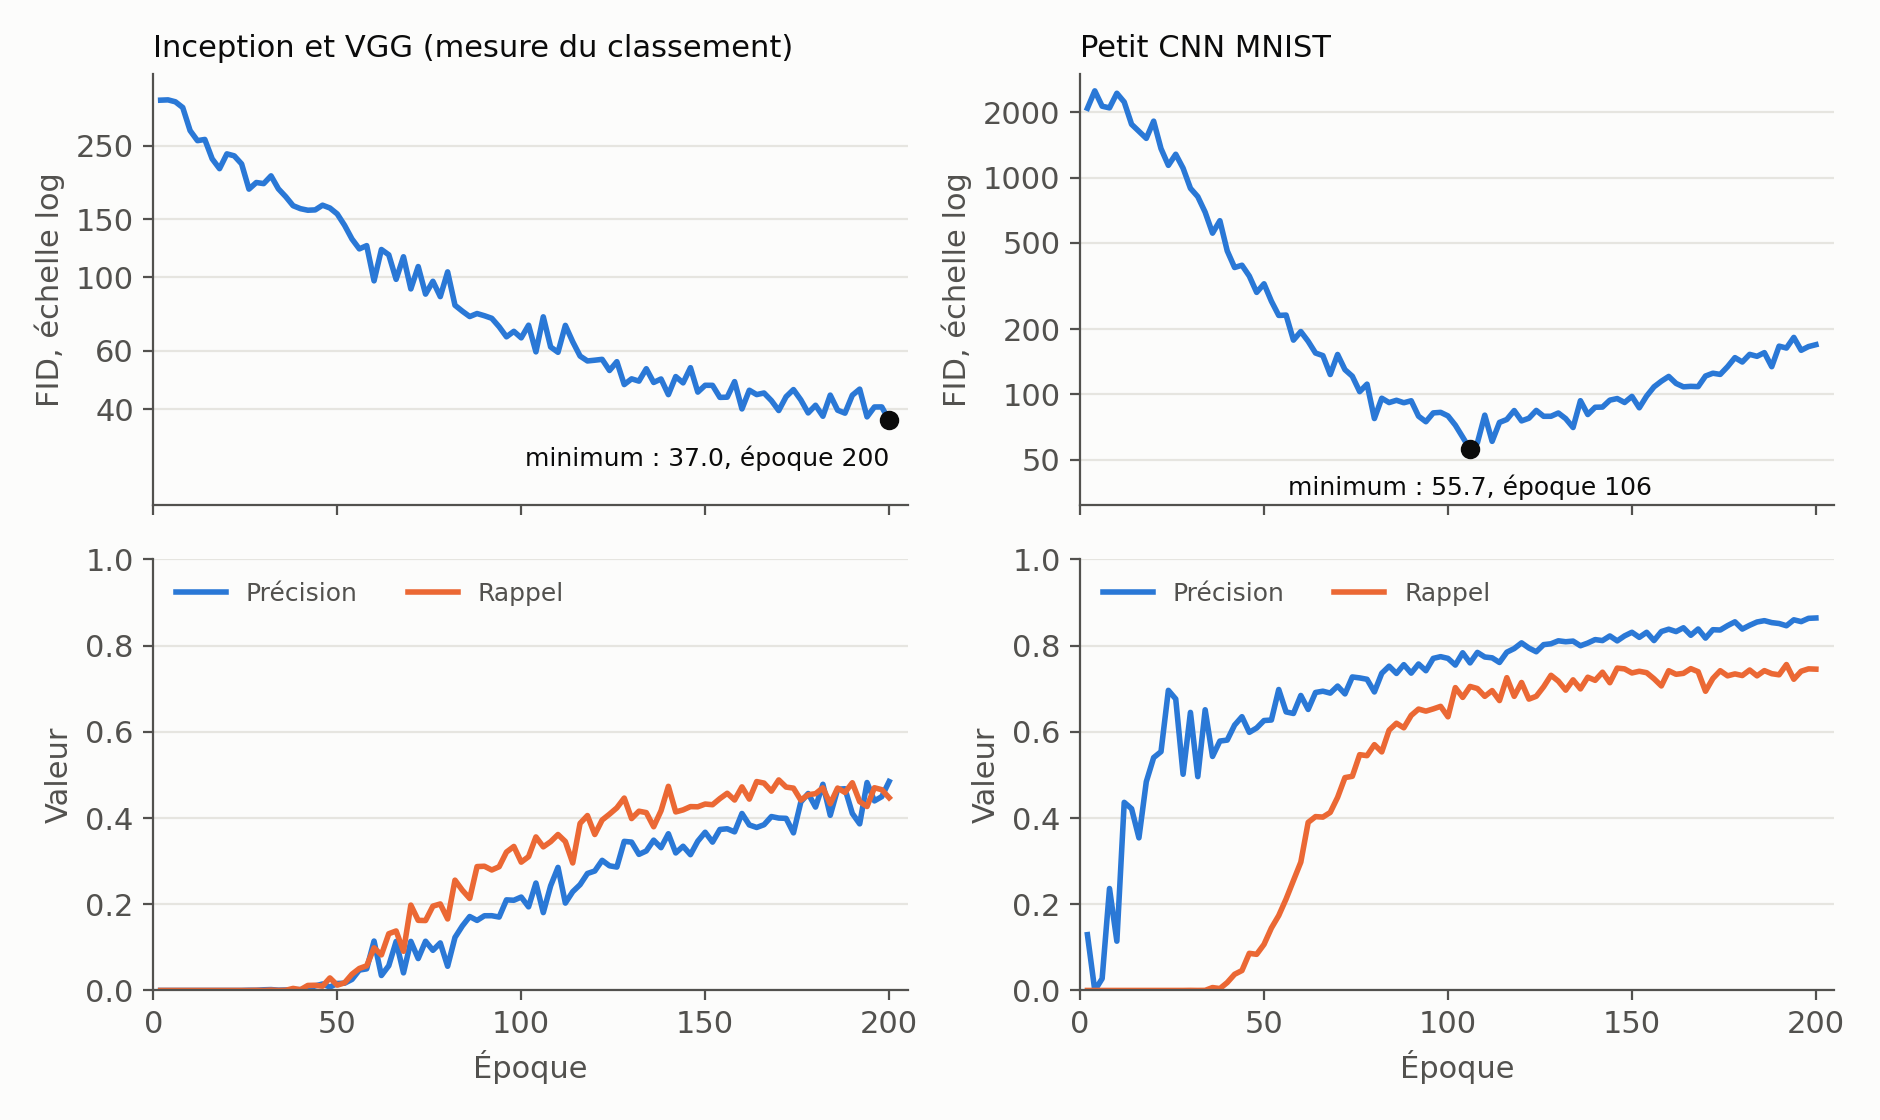 Inception et VGG (mesure du classement)
FID, échelle log
250
150
100
60
40
minimum : 37.0, époque 200
Petit CNN MNIST
FID, échelle log
2000
1000
500
200
100
50
minimum : 55.7, époque 106
Valeur
1.0
0.8
0.6
0.4
0.2
0.0
Précision Rappel
0 50 100 150 200
Époque
Valeur
1.0
0.8
0.6
0.4
0.2
0.0
Précision Rappel
0 50 100 150 200
Époque